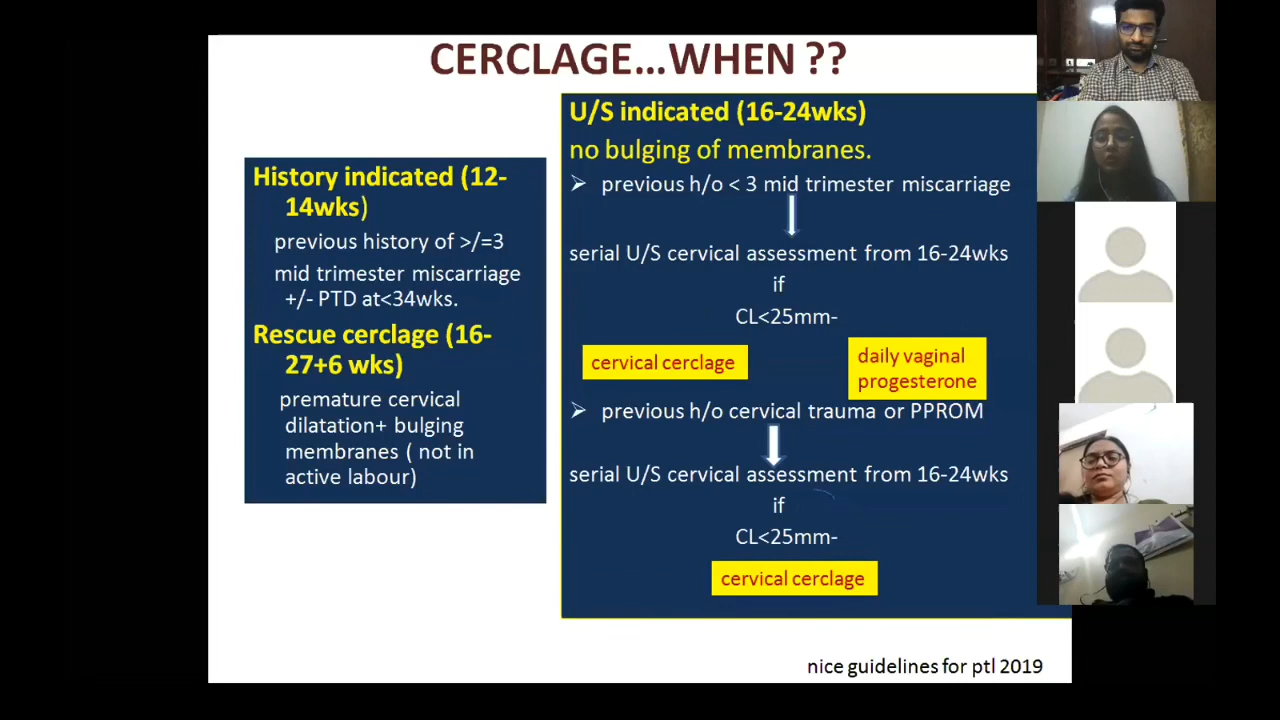 CERCLAGE...WHEN ??
History indicated (12-
14wks)
previous history of >/=3
mid trimester miscarriage
+/- PTD at<34wks.
Rescue cerclage (16-
27+6 wks)
premature cervical
dilatation+ bulging
membranes ( not in
active labour)
U/S indicated (16-24wks)
no bulging of membranes.
➢ previous h/o < 3 mid trimester miscarriage
serial U/S cervical assessment from 16-24wks
if
CL<25mm-
cervical cerclage
daily vaginal
progesterone
➢ previous h/o cervical trauma or PPROM
serial U/S cervical assessment from 16-24wks
if
CL<25mm-
cervical cerclage
nice guidelines for ptl 2019